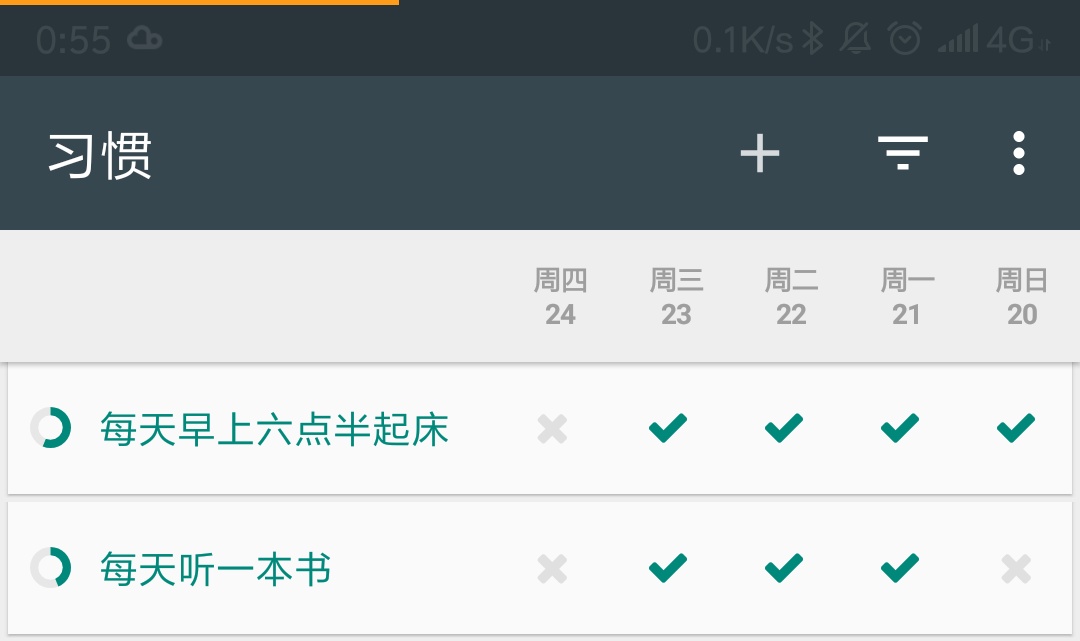 0:55 0.1K/s 4G
习惯
周四 周三 周二 周一 周日
24 23 22 21 20
每天早上六点半起床
每天听一本书